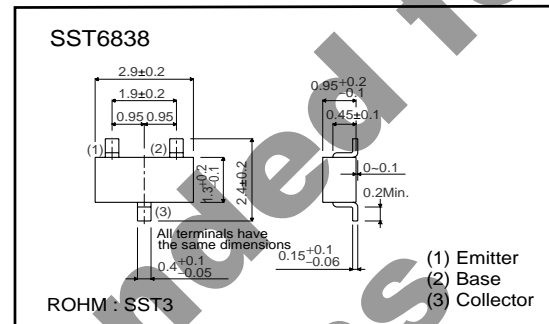 SST6838
2.9±0.2
1.9±0.2
0.95 0.95
(1) (2)
(3)
1.3+0.2 −0.1
2.4±0.2
All terminals have
the same dimensions
0.4+0.1 −0.05
0.95+0.2 −0.1
0.45±0.1
0~0.1
0.2Min.
0.15+0.1 −0.06
ROHM : SST3
(1) Emitter
(2) Base
(3) Collector